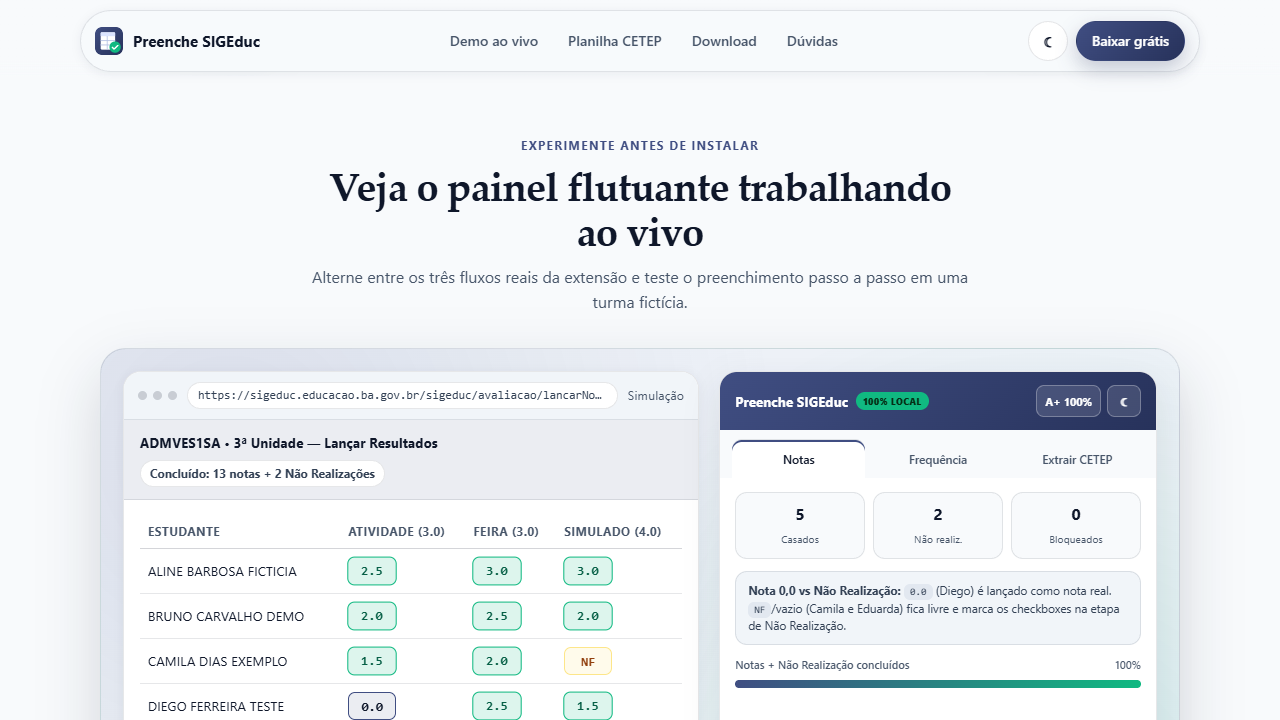 Preenche SIGEduc
Demo ao vivo
Planilha CETEP
Download
Dúvidas
Baixar grátis
EXPERIMENTE ANTES DE INSTALAR
Veja o painel flutuante trabalhando
ao vivo
Alterne entre os três fluxos reais da extensão e teste o preenchimento passo a passo em uma
turma fictícia.
https://sigeduc.educacao.ba.gov.br/sigeduc/avaliacao/lancarNo…
Simulação
ADMVES1SA • 3ª Unidade — Lançar Resultados
Concluído: 13 notas + 2 Não Realizações
ESTUDANTE ATIVIDADE (3.0) FEIRA (3.0) SIMULADO (4.0)
ALINE BARBOSA FICTICIA 2.5 3.0 3.0
BRUNO CARVALHO DEMO 2.0 2.5 2.0
CAMILA DIAS EXEMPLO 1.5 2.0 NF
DIEGO FERREIRA TESTE 0.0 2.5 1.5
Preenche SIGEduc
100% LOCAL
A+ 100%
Notas
Frequência
Extrair CETEP
5
Casados
2
Não realiz.
0
Bloqueados
Nota 0,0 vs Não Realização: 0.0 (Diego) é lançado como nota real.
NF /vazio (Camila e Eduarda) fica livre e marca os checkboxes na etapa
de Não Realização.
Notas + Não Realização concluídos
100%